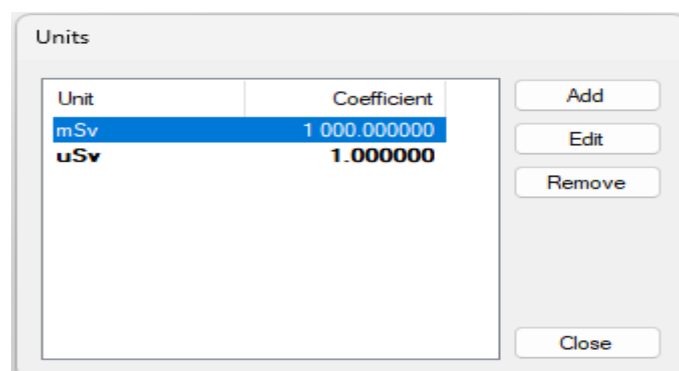 Units
Unit Coefficient
mSv 1 000.000000
uSv 1.000000
Add
Edit
Remove
Close